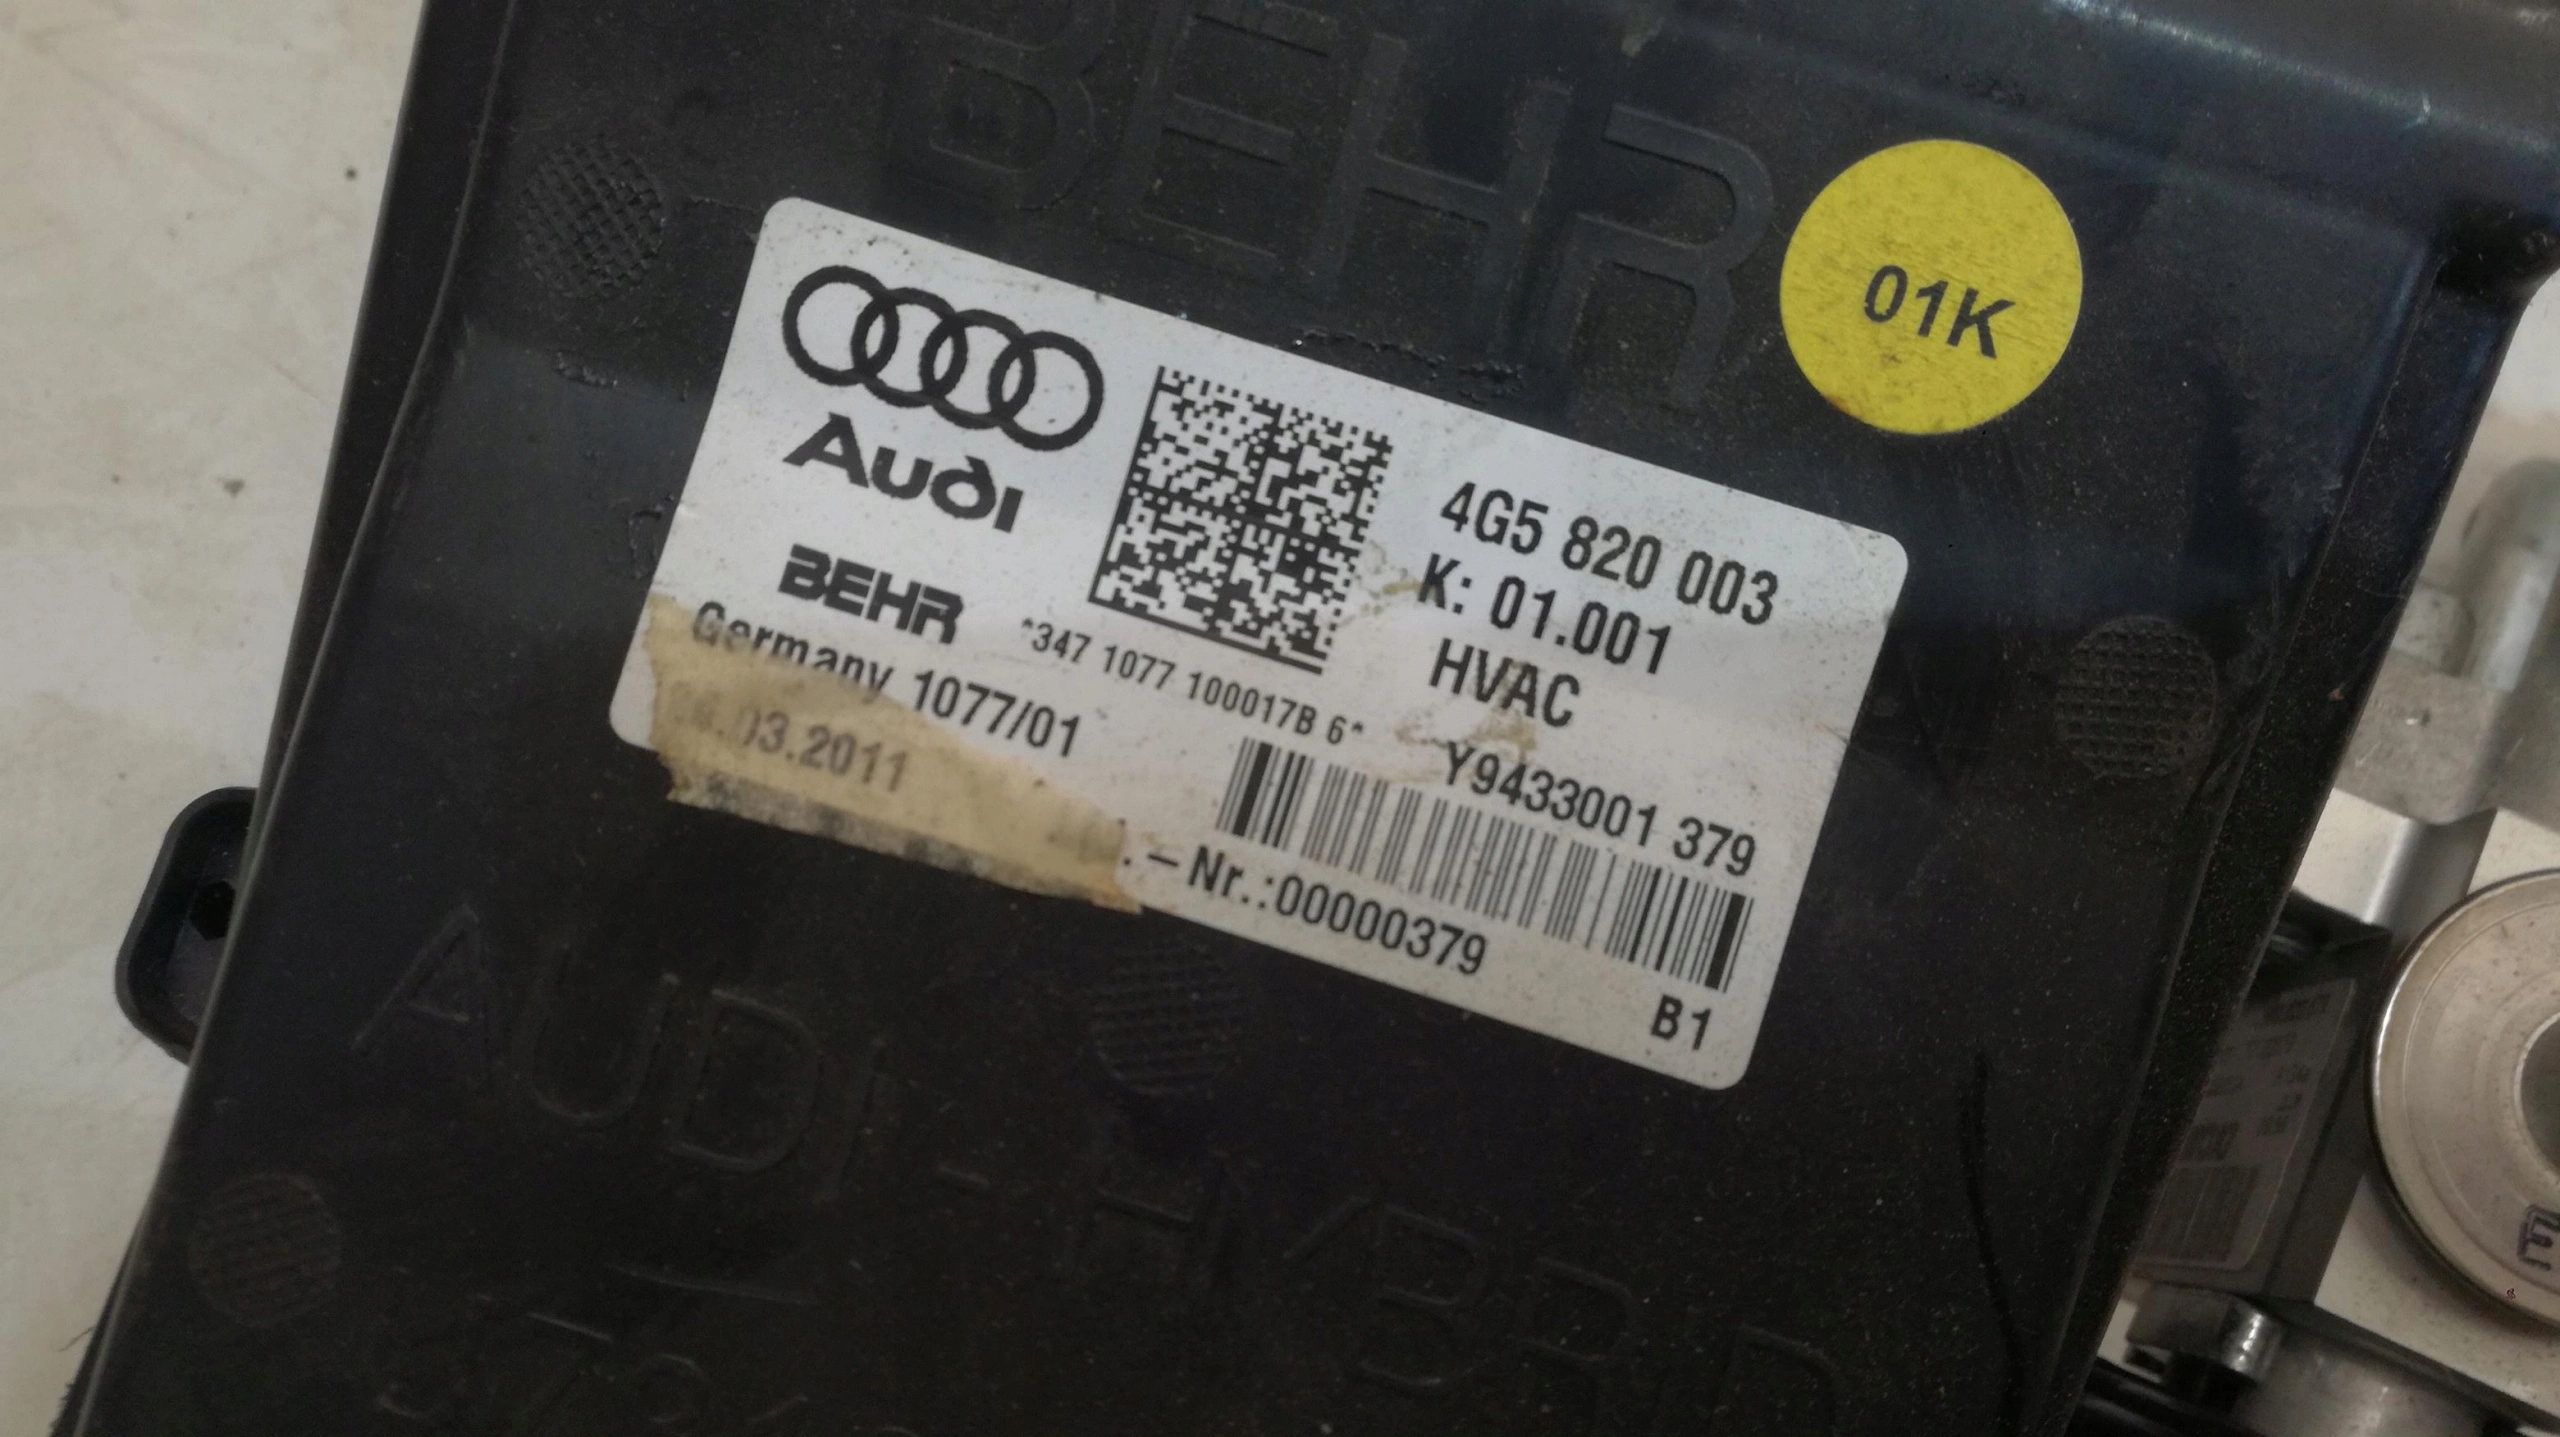 BEHR
01K
Audi
4G5 820 003
K: 01.001
HVAC
BEHR
Germany 1077/01
*347 1077 100017B 6*
Y9433001 379
.03.2011
. – Nr.:00000379
B1
AUDI-HYBRID